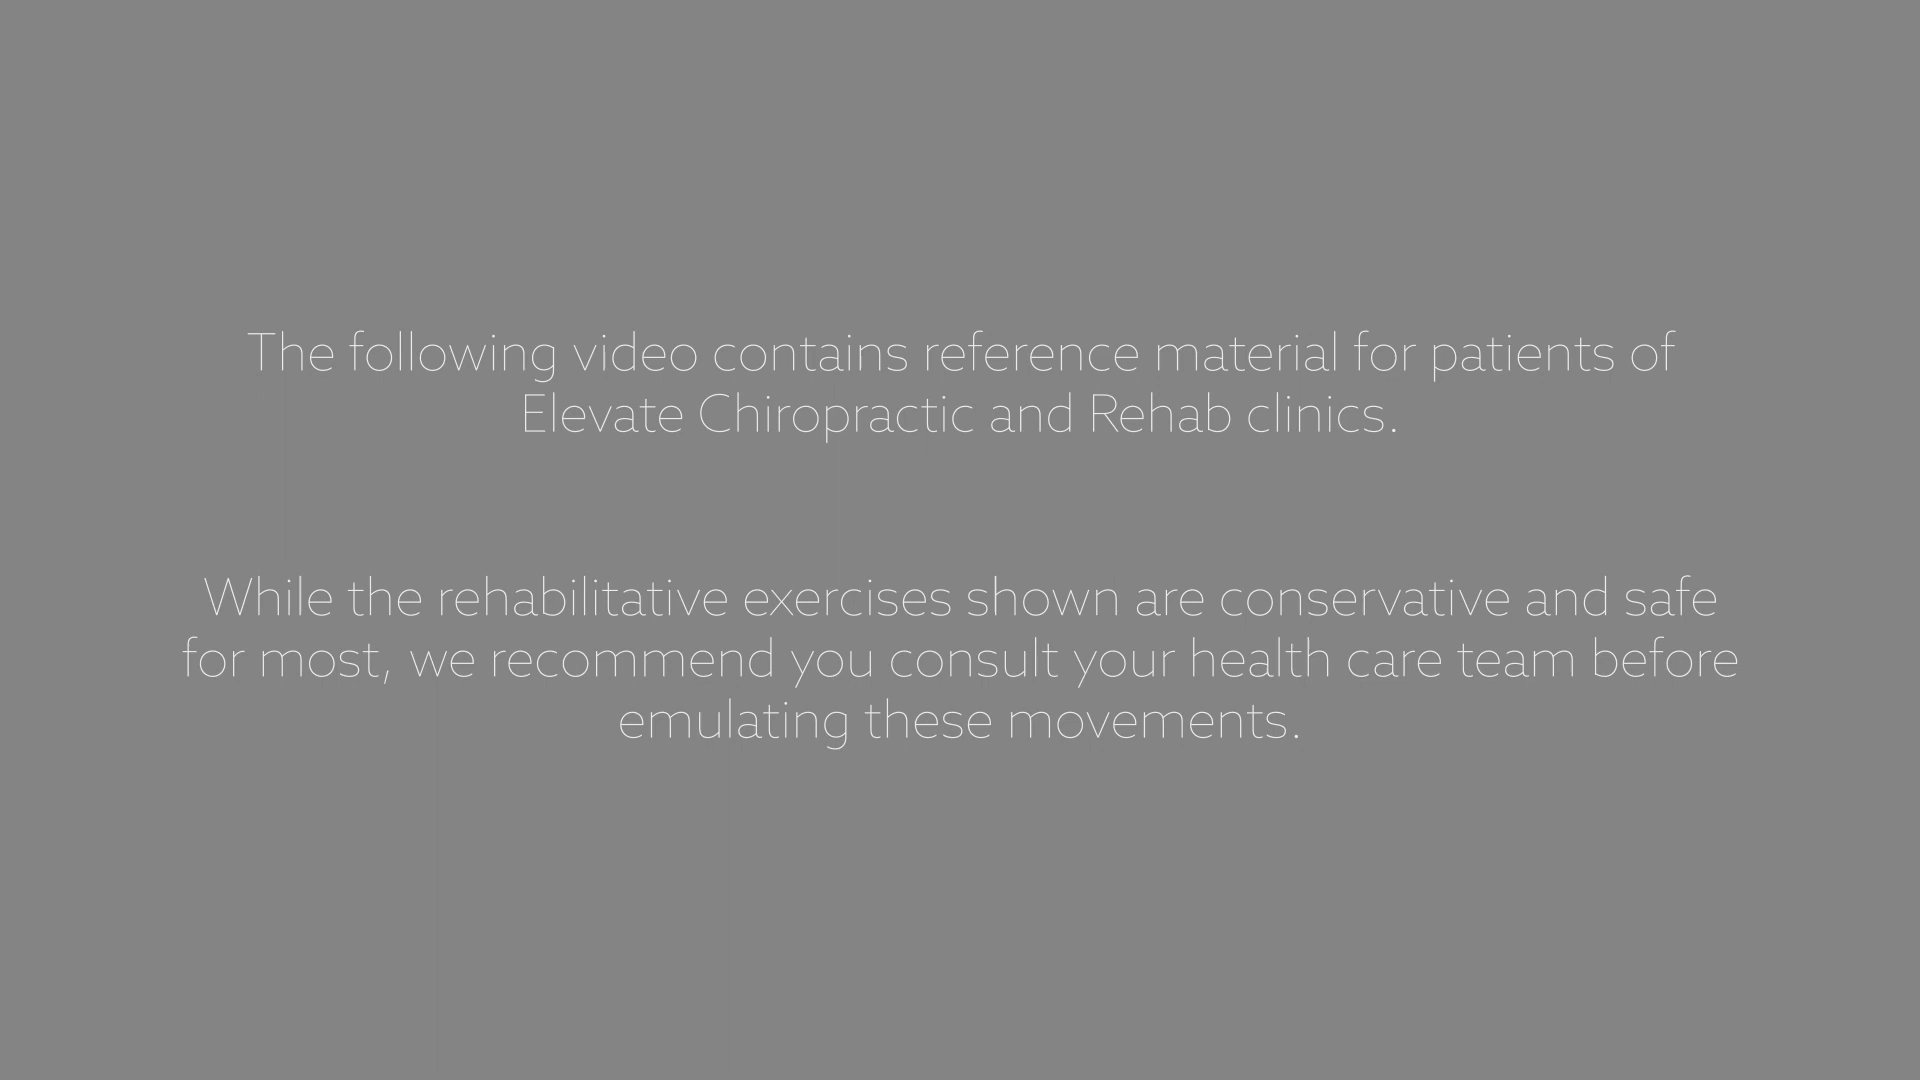 The following video contains reference material for patients of
Elevate Chiropractic and Rehab clinics.
While the rehabilitative exercises shown are conservative and safe
for most, we recommend you consult your health care team before
emulating these movements.